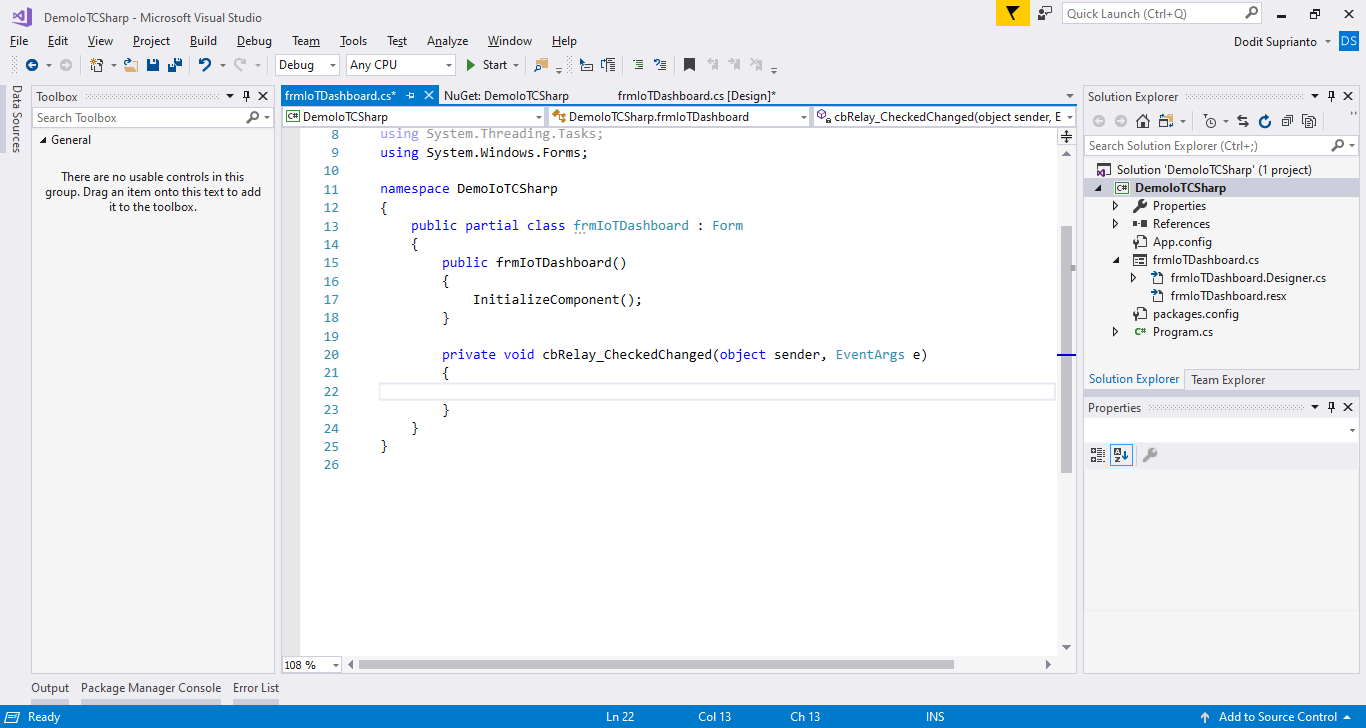 DemoIoTCSharp - Microsoft Visual Studio
Quick Launch (Ctrl+Q)
File Edit View Project Build Debug Team Tools Test Analyze Window Help
Dodit Suprianto DS
Debug Any CPU Start
Data Sources
Toolbox
Search Toolbox
General
There are no usable controls in this
group. Drag an item onto this text to add
it to the toolbox.
frmIoTDashboard.cs* NuGet: DemoIoTCSharp frmIoTDashboard.cs [Design]*
C# DemoIoTCSharp DemoIoTCSharp.frmIoTDashboard cbRelay_CheckedChanged(object sender, E
8 using System.Threading.Tasks;
9 using System.Windows.Forms;
10
11 namespace DemoIoTCSharp
12 {
13 public partial class frmIoTDashboard : Form
14 {
15 public frmIoTDashboard()
16 {
17 InitializeComponent();
18 }
19
20 private void cbRelay_CheckedChanged(object sender, EventArgs e)
21 {
22
23 }
24 }
25 }
26
108 %
Solution Explorer
Search Solution Explorer (Ctrl+;)
Solution 'DemoIoTCSharp' (1 project)
C# DemoIoTCSharp
Properties
References
App.config
frmIoTDashboard.cs
frmIoTDashboard.Designer.cs
frmIoTDashboard.resx
packages.config
C# Program.cs
Solution Explorer Team Explorer
Properties
Output Package Manager Console Error List
Ready Ln 22 Col 13 Ch 13 INS Add to Source Control